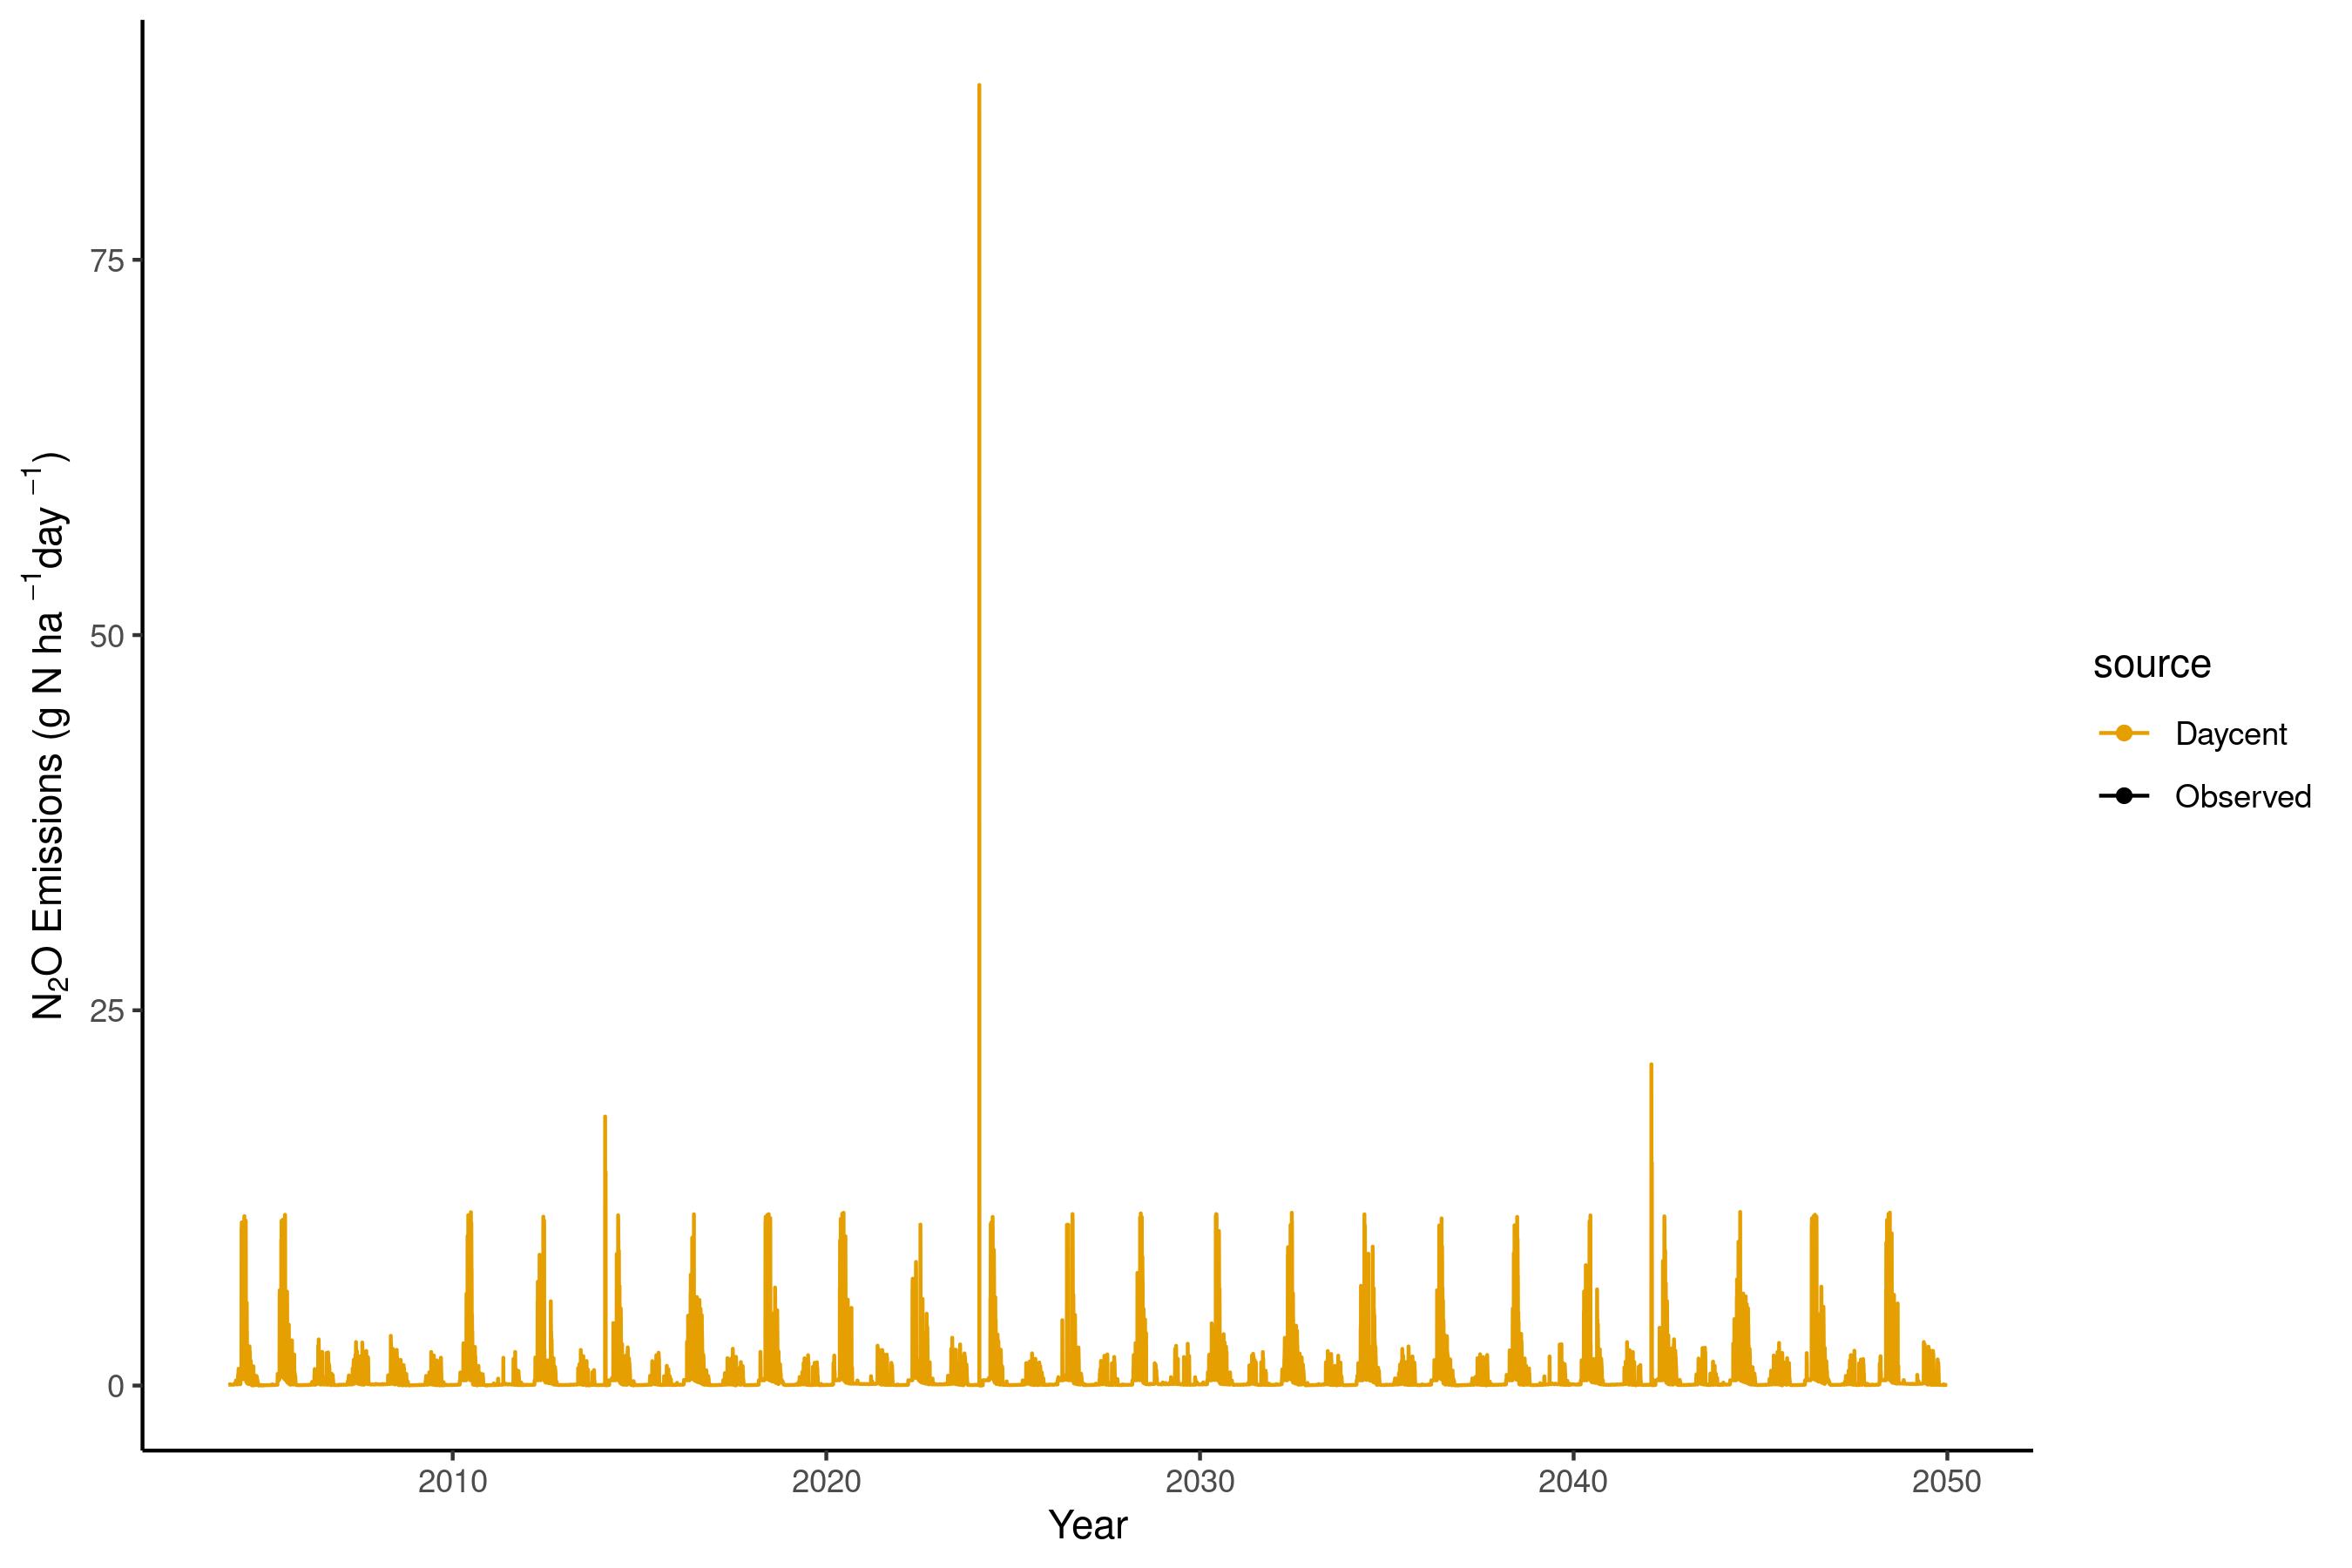 75
50
25
0
N₂O Emissions (g N ha ⁻¹day ⁻¹)
2010 2020 2030 2040 2050
Year
source
Daycent
Observed